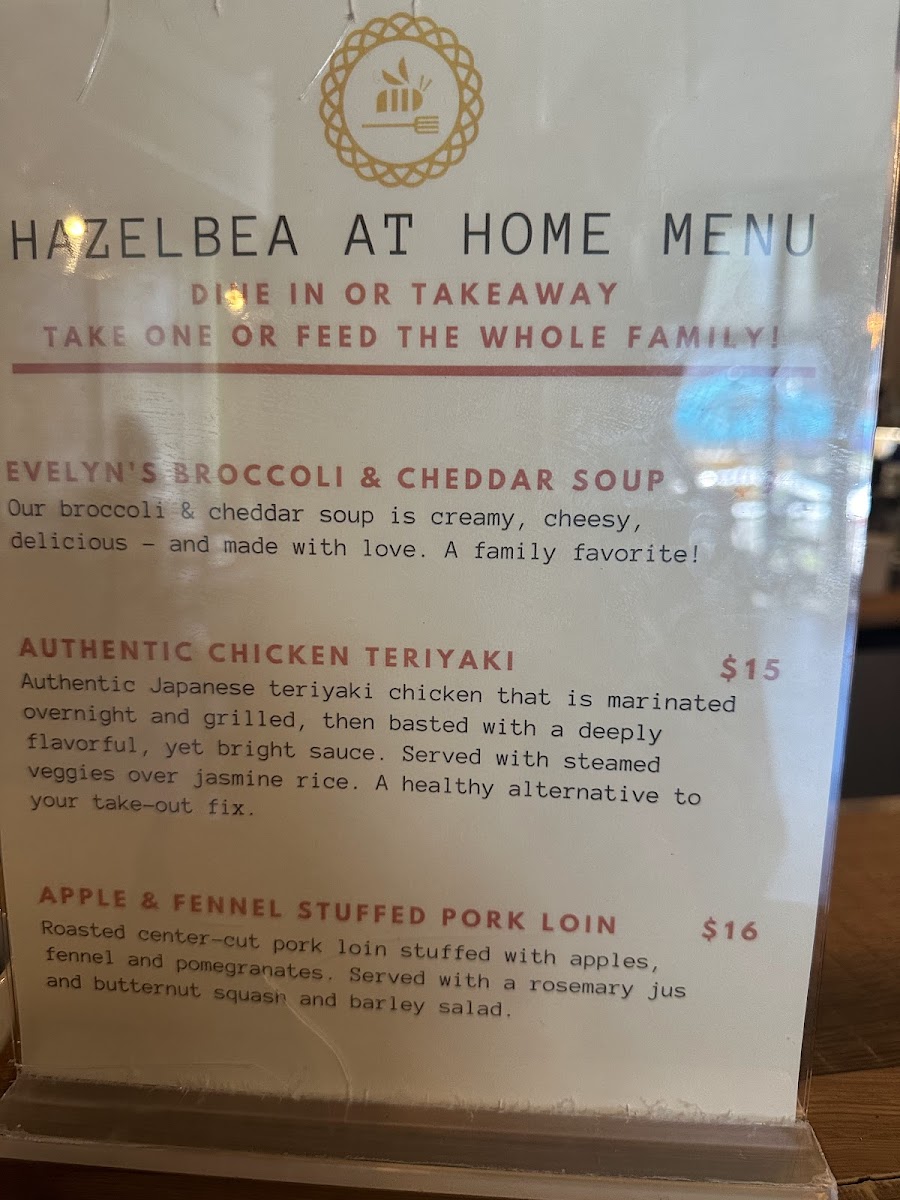 HAZELBEA AT HOME MENU
DINE IN OR TAKEAWAY
TAKE ONE OR FEED THE WHOLE FAMILY!
EVELYN'S BROCCOLI & CHEDDAR SOUP
Our broccoli & cheddar soup is creamy, cheesy,
delicious – and made with love. A family favorite!
AUTHENTIC CHICKEN TERIYAKI $15
Authentic Japanese teriyaki chicken that is marinated
overnight and grilled, then basted with a deeply
flavorful, yet bright sauce. Served with steamed
veggies over jasmine rice. A healthy alternative to
your take-out fix.
APPLE & FENNEL STUFFED PORK LOIN $16
Roasted center-cut pork loin stuffed with apples,
fennel and pomegranates. Served with a rosemary jus
and butternut squash and barley salad.